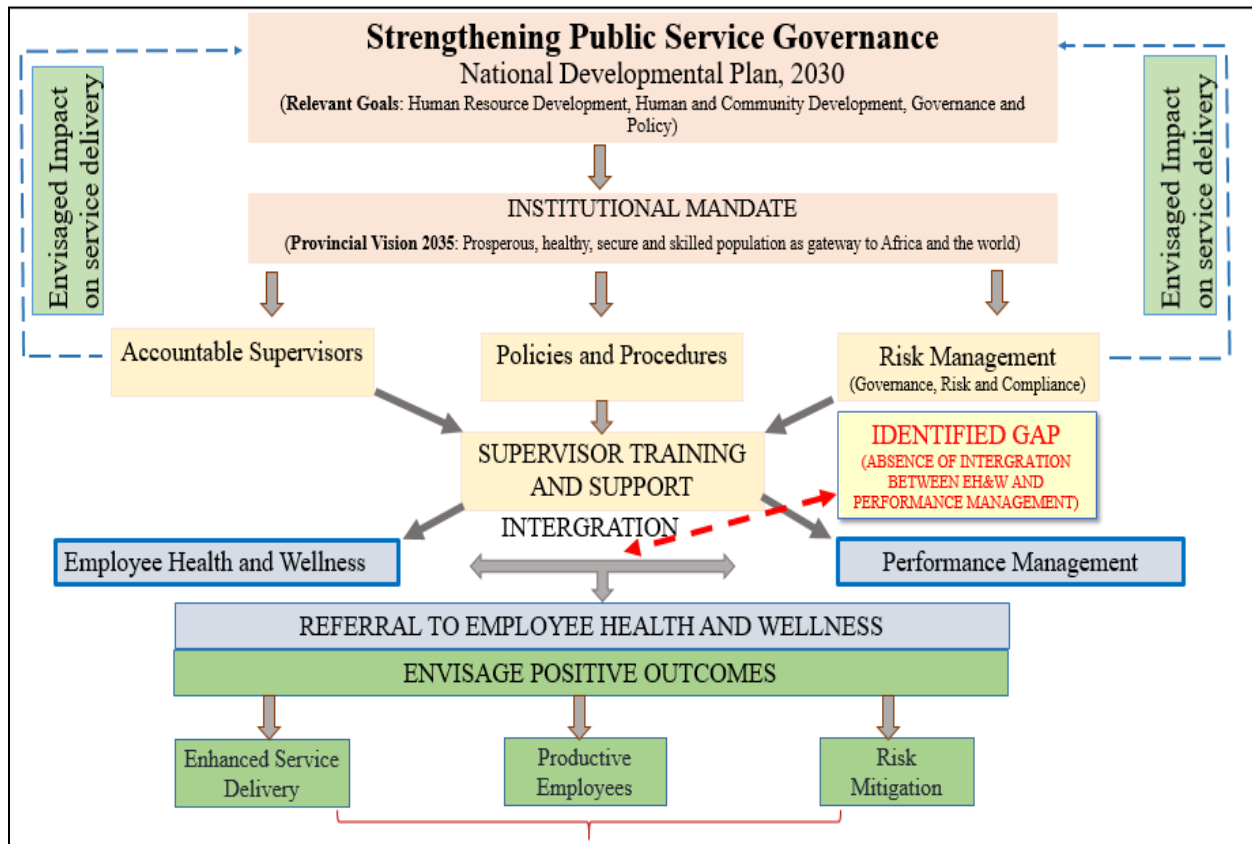 Strengthening Public Service Governance
National Developmental Plan, 2030
(Relevant Goals: Human Resource Development, Human and Community Development, Governance and
Policy)
Envisaged Impact
on service delivery
Envisaged Impact
on service delivery
INSTITUTIONAL MANDATE
(Provincial Vision 2035: Prosperous, healthy, secure and skilled population as gateway to Africa and the world)
Accountable Supervisors
Policies and Procedures
Risk Management
(Governance, Risk and Compliance)
SUPERVISOR TRAINING
AND SUPPORT
IDENTIFIED GAP
(ABSENCE OF INTERGRATION
BETWEEN EH&W AND
PERFORMANCE MANAGEMENT)
INTERGRATION
Employee Health and Wellness
Performance Management
REFERRAL TO EMPLOYEE HEALTH AND WELLNESS
ENVISAGE POSITIVE OUTCOMES
Enhanced Service
Delivery
Productive
Employees
Risk
Mitigation